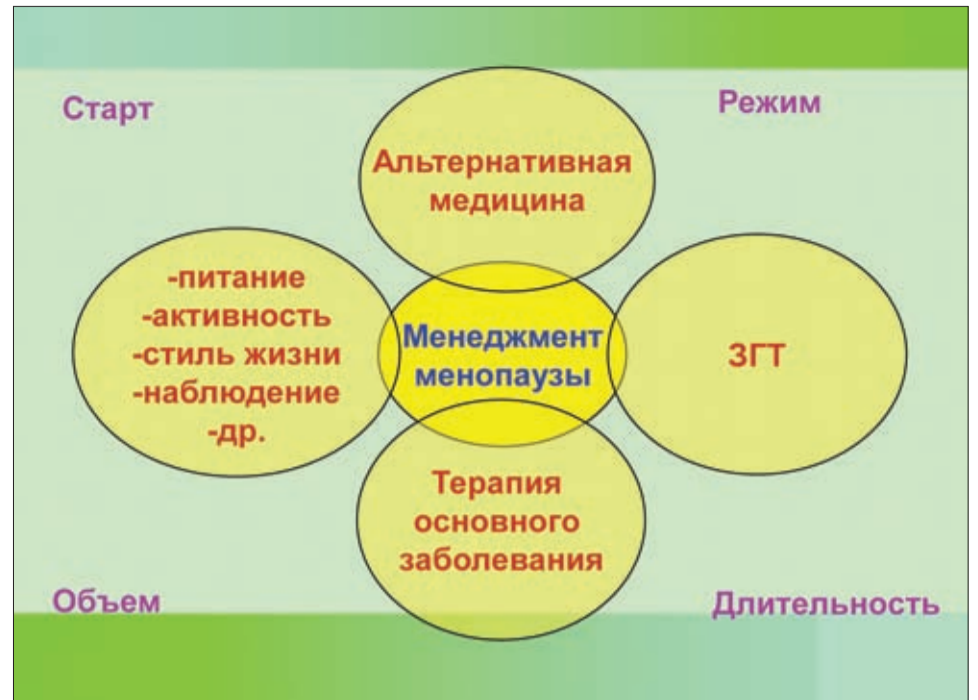 Старт
Режим
Альтернативная
медицина
-питание
-активность
-стиль жизни
-наблюдение
-др.
Менеджмент
менопаузы
ЗГТ
Терапия
основного
заболевания
Объем
Длительность